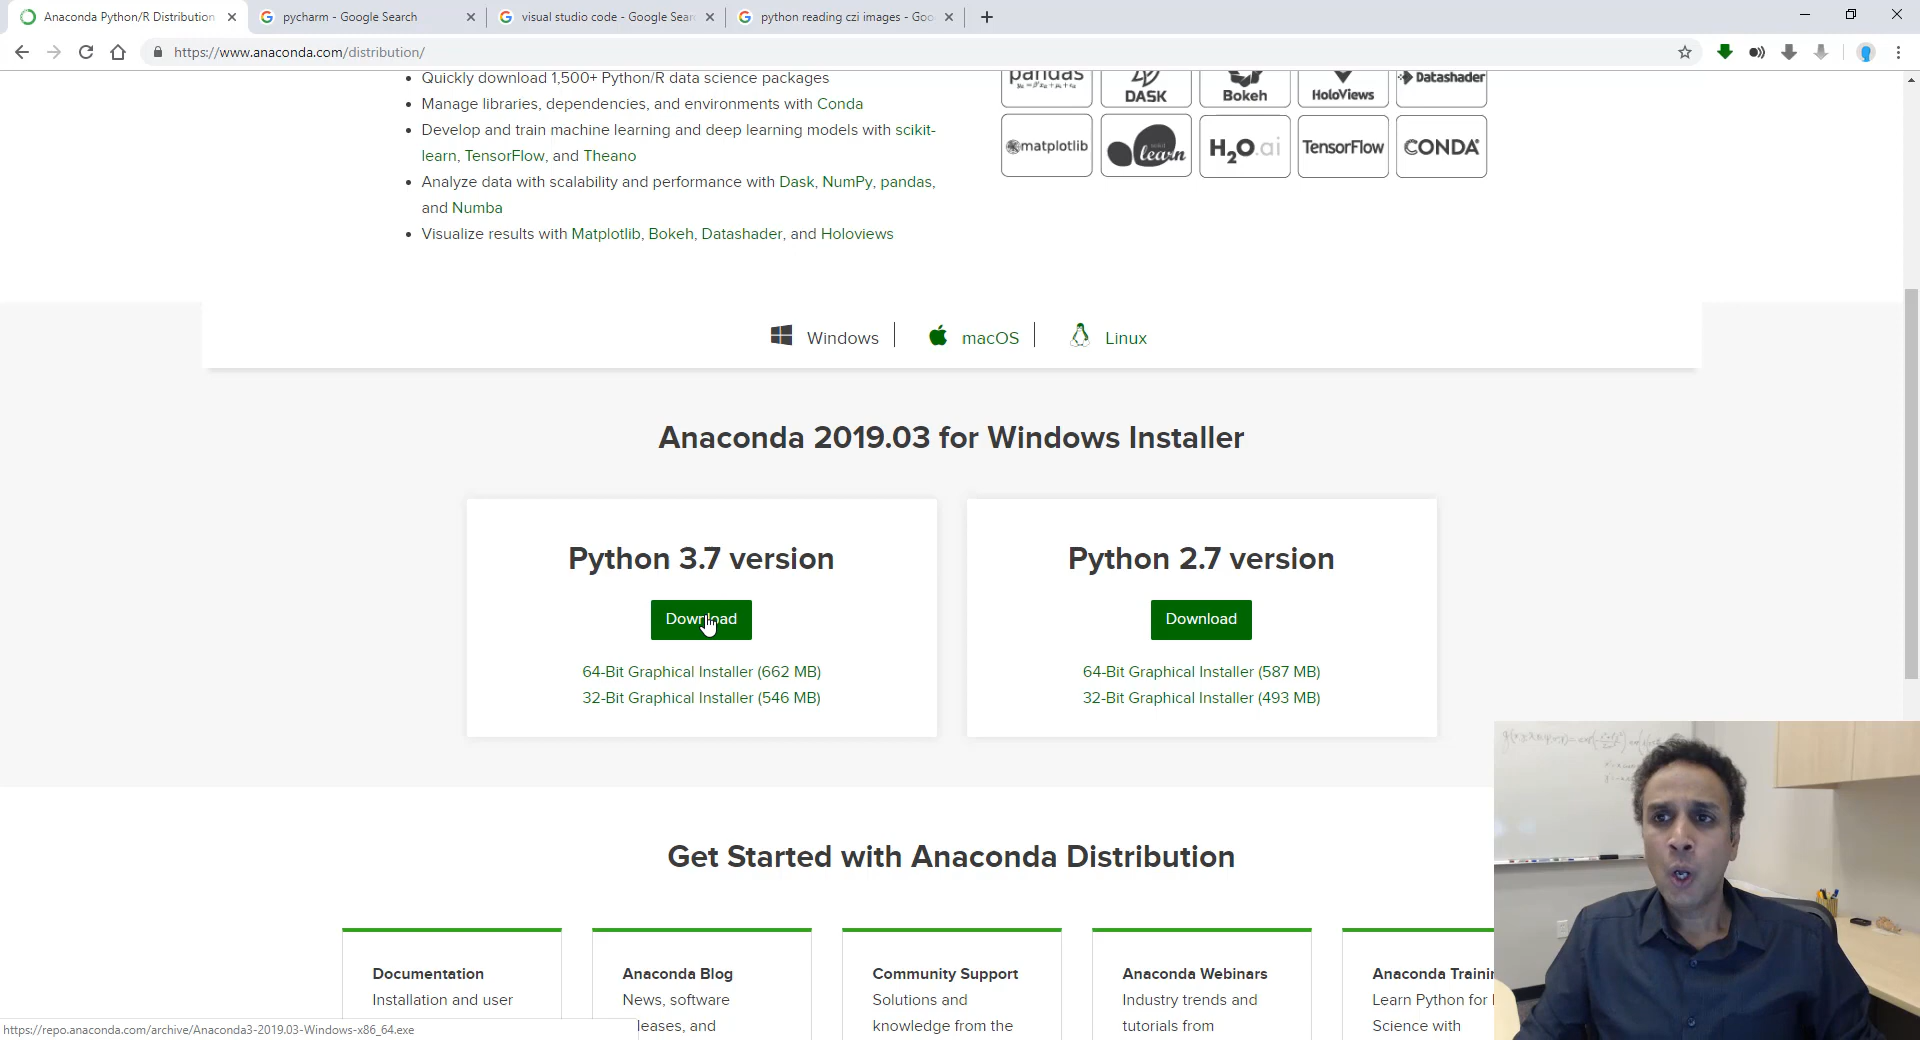 Anaconda Python/R Distribution
pycharm - Google Search
visual studio code - Google Sear
python reading czi images - Goo
https://www.anaconda.com/distribution/
Quickly download 1,500+ Python/R data science packages
Manage libraries, dependencies, and environments with Conda
Develop and train machine learning and deep learning models with scikit-
learn, TensorFlow, and Theano
Analyze data with scalability and performance with Dask, NumPy, pandas,
and Numba
Visualize results with Matplotlib, Bokeh, Datashader, and Holoviews
pandas
DASK
Bokeh
HoloViews
Datashader
matplotlib
learn
H2O.ai
TensorFlow
CONDA
Windows
macOS
Linux
Anaconda 2019.03 for Windows Installer
Python 3.7 version
Download
64-Bit Graphical Installer (662 MB)
32-Bit Graphical Installer (546 MB)
Python 2.7 version
Download
64-Bit Graphical Installer (587 MB)
32-Bit Graphical Installer (493 MB)
Get Started with Anaconda Distribution
Documentation
Installation and user
Anaconda Blog
News, software
leases, and
Community Support
Solutions and
knowledge from the
Anaconda Webinars
Industry trends and
tutorials from
Anaconda Trainin
Learn Python for
Science with
https://repo.anaconda.com/archive/Anaconda3-2019.03-Windows-x86_64.exe